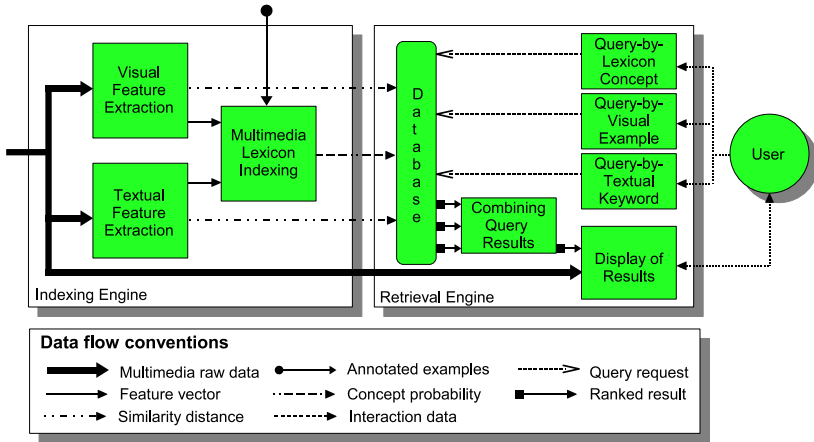 Visual
Feature
Extraction
Textual
Feature
Extraction
Multimedia
Lexicon
Indexing
Indexing Engine
D
a
t
a
b
a
s
e
Query-by-
Lexicon
Concept
Query-by-
Visual
Example
Query-by-
Textual
Keyword
Combining
Query
Results
Display of
Results
Retrieval Engine
User
Data flow conventions
Multimedia raw data
Annotated examples
Query request
Feature vector
Concept probability
Ranked result
Similarity distance
Interaction data